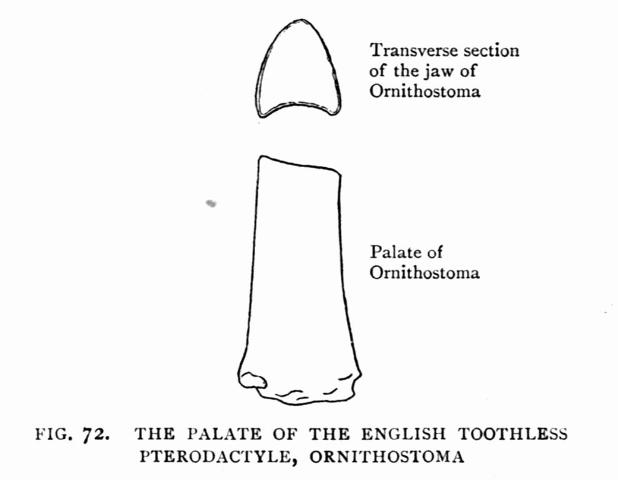 Transverse section
of the jaw of
Ornithostoma
Palate of
Ornithostoma
FIG. 72. THE PALATE OF THE ENGLISH TOOTHLESS
PTERODACTYLE, ORNITHOSTOMA